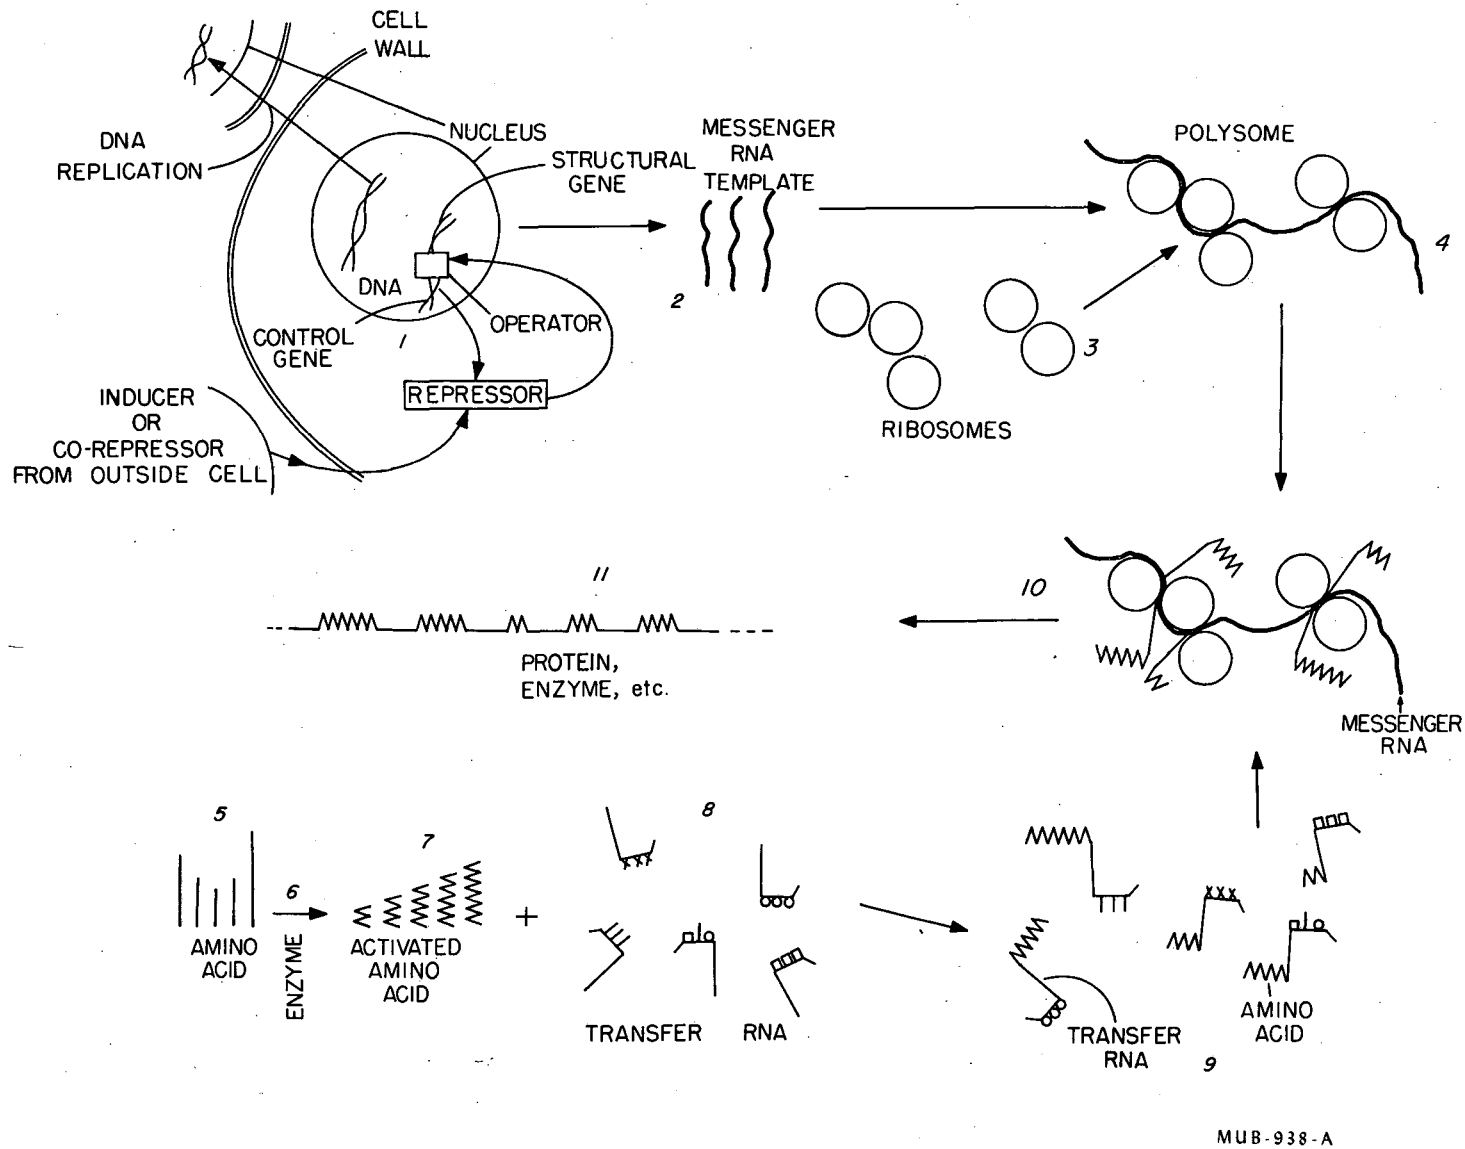 CELL
WALL
DNA
REPLICATION
NUCLEUS
STRUCTURAL
GENE
DNA
OPERATOR
CONTROL
GENE
1
REPRESSOR
INDUCER
OR
CO-REPRESSOR
FROM OUTSIDE CELL
MESSENGER
RNA
TEMPLATE
2
RIBOSOMES
3
POLYSOME
4
10
MESSENGER
RNA
11
PROTEIN,
ENZYME, etc.
5
AMINO
ACID
6
ENZYME
7
ACTIVATED
AMINO
ACID
+
8
TRANSFER RNA
TRANSFER
RNA
9
AMINO
ACID
MUB-938-A